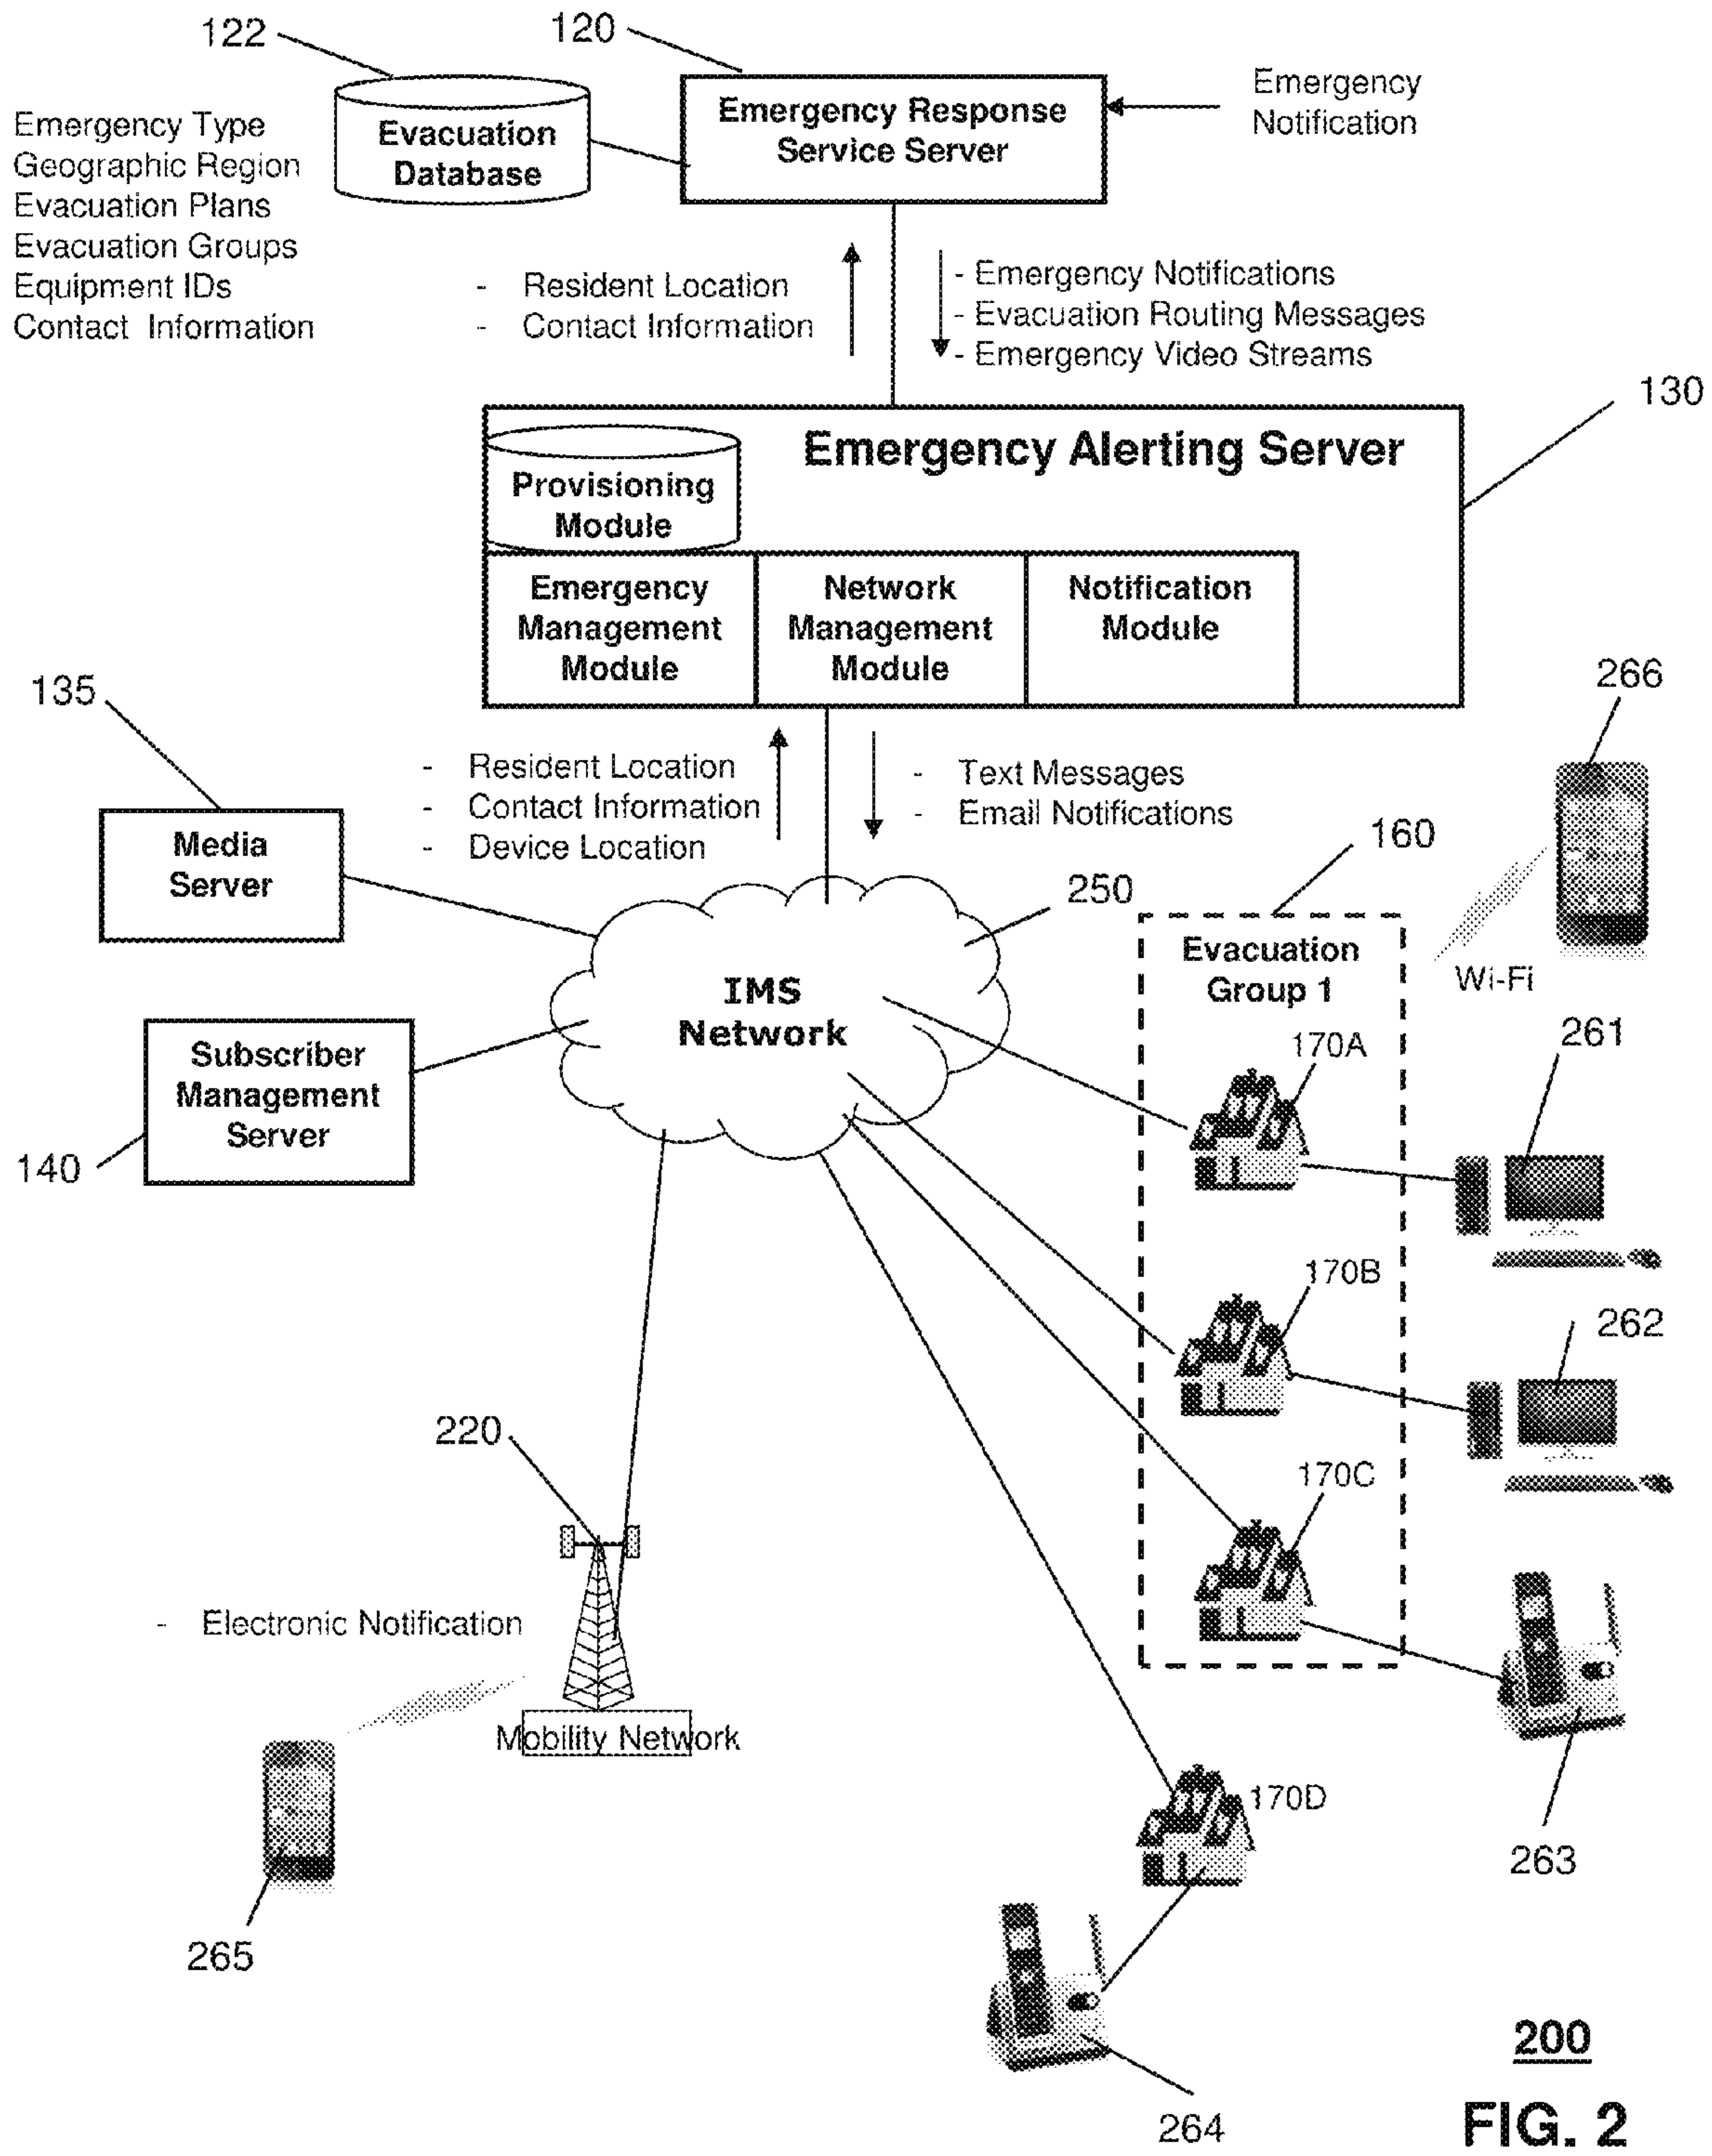 122
120
Emergency
Notification
Evacuation
Database
Emergency Response
Service Server
Emergency Type
Geographic Region
Evacuation Plans
Evacuation Groups
Equipment IDs
Contact Information
- Resident Location
- Contact Information
- Emergency Notifications
- Evacuation Routing Messages
- Emergency Video Streams
130
Emergency Alerting Server
Provisioning
Module
Emergency
Management
Module
Network
Management
Module
Notification
Module
135
266
- Resident Location
- Contact Information
- Device Location
- Text Messages
- Email Notifications
Media
Server
160
250
Evacuation
Group 1
Wi-Fi
IMS
Network
Subscriber
Management
Server
140
170A
261
170B
262
220
170C
- Electronic Notification
Mobility Network
170D
263
265
264
200
FIG. 2